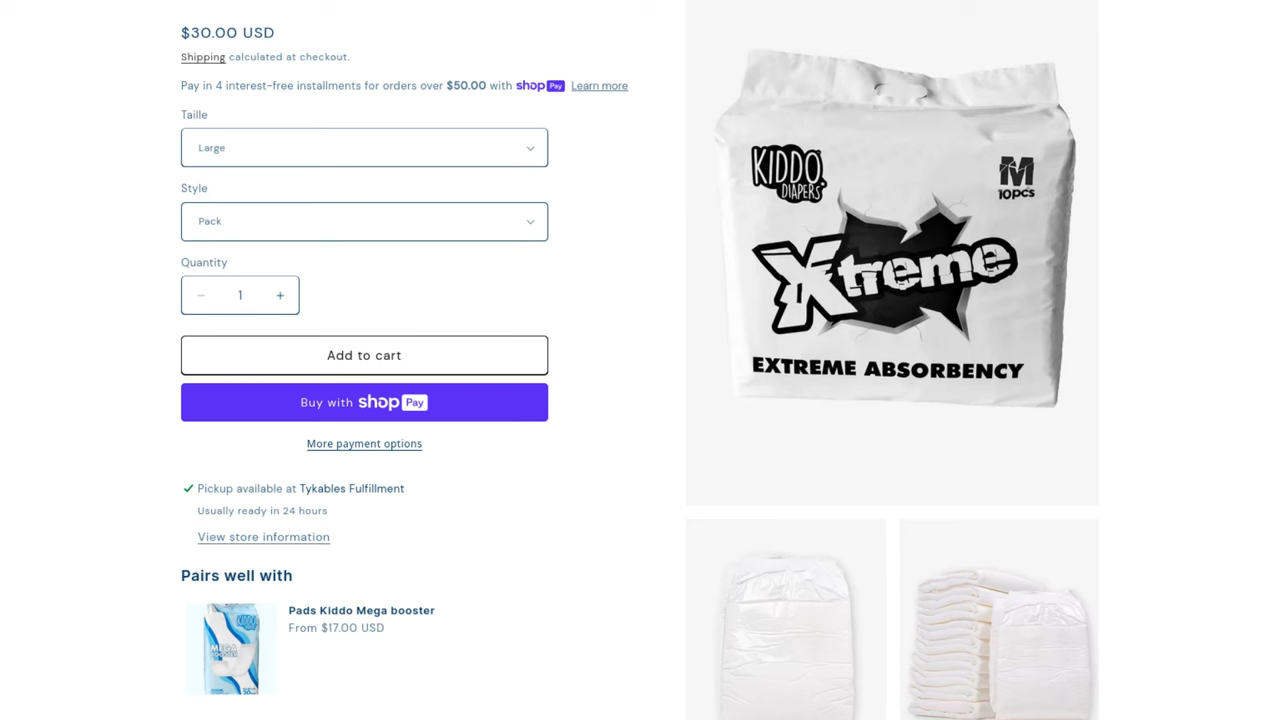 $30.00 USD
Shipping calculated at checkout.
Pay in 4 interest-free installments for orders over $50.00 with shop Pay Learn more
Taille
Large
Style
Pack
Quantity
− 1 +
Add to cart
Buy with shop Pay
More payment options
Pickup available at Tykables Fulfillment
Usually ready in 24 hours
View store information
Pairs well with
Pads Kiddo Mega booster
From $17.00 USD
KIDDO
MEGA
BOOSTER
KIDDO
DIAPERS
M
10pcs
Xtreme
EXTREME ABSORBENCY